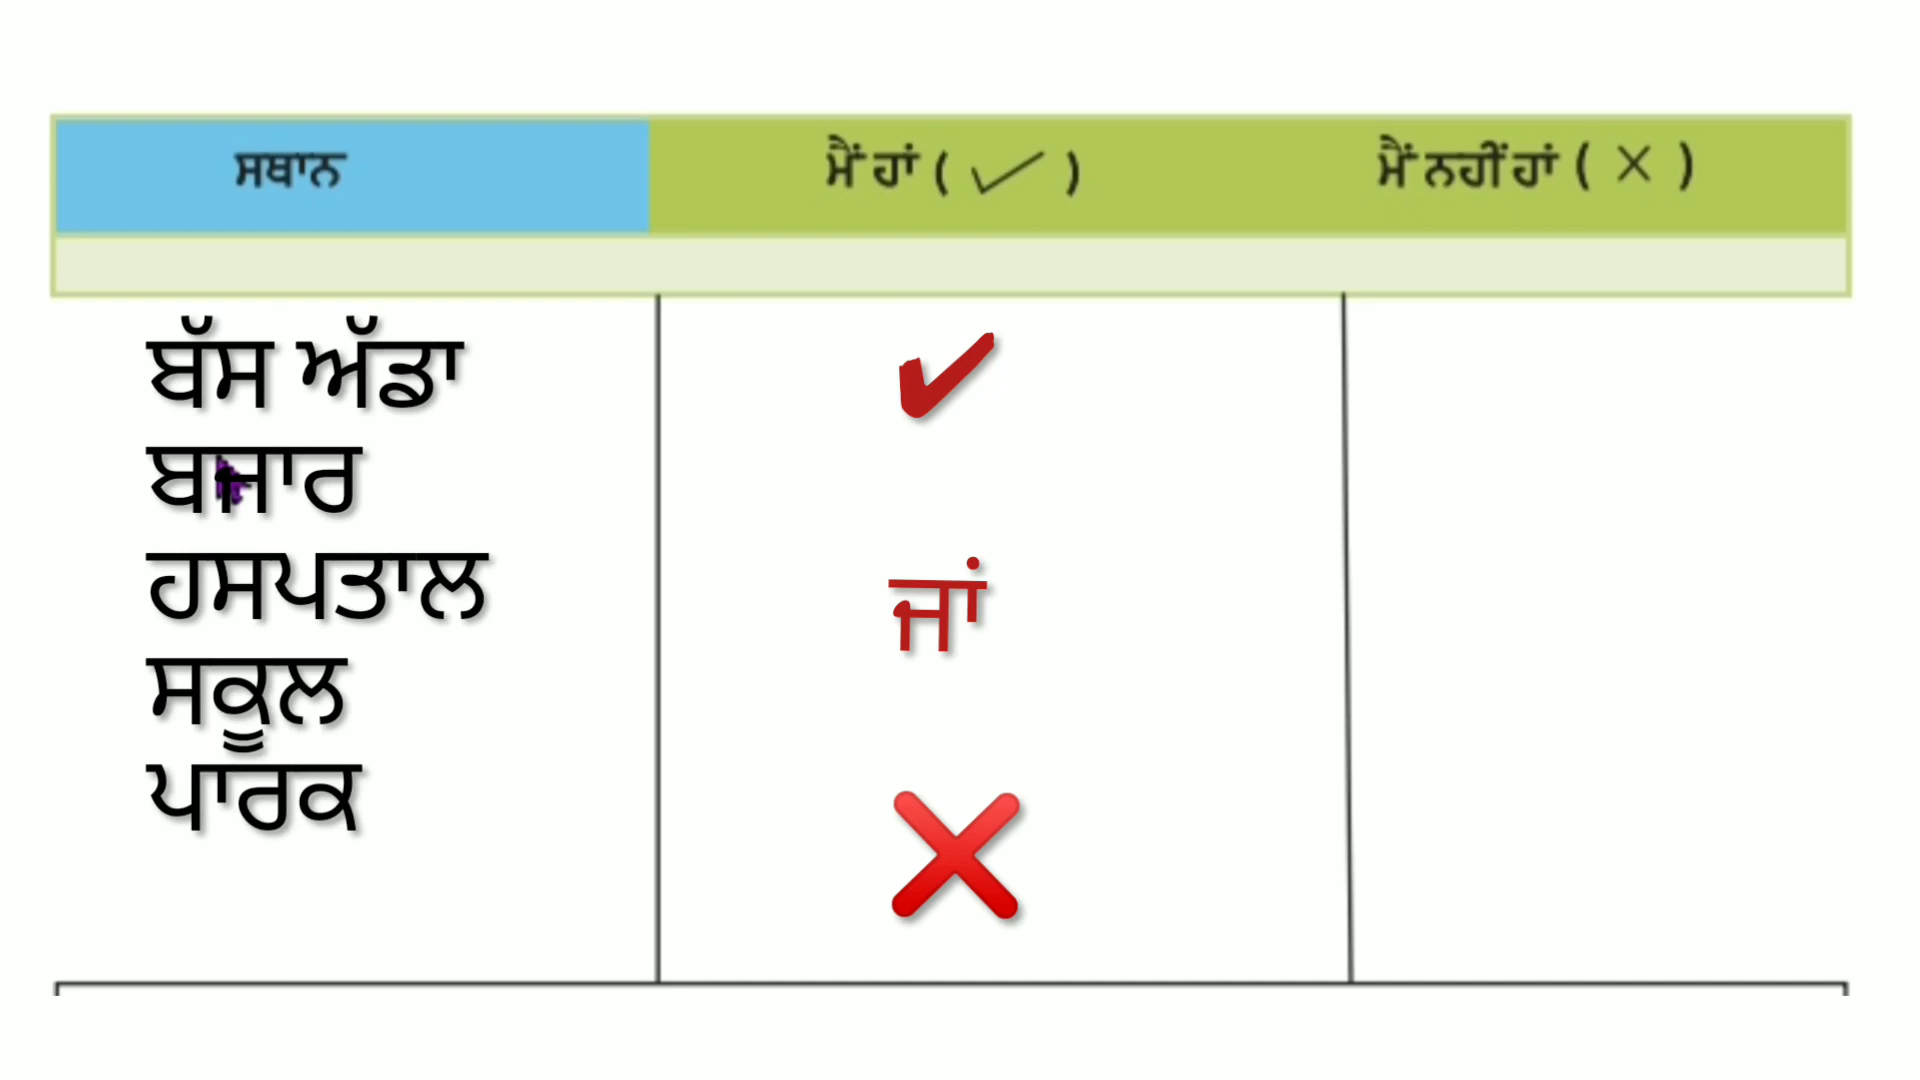 ਸਥਾਨ ਮੈਂ ਹਾਂ ( ✓ ) ਮੈਂ ਨਹੀਂ ਹਾਂ ( × )
ਬੱਸ ਅੱਡਾ ✔
ਬਜਾਰ
ਹਸਪਤਾਲ ਜਾਂ
ਸਕੂਲ
ਪਾਰਕ ❌